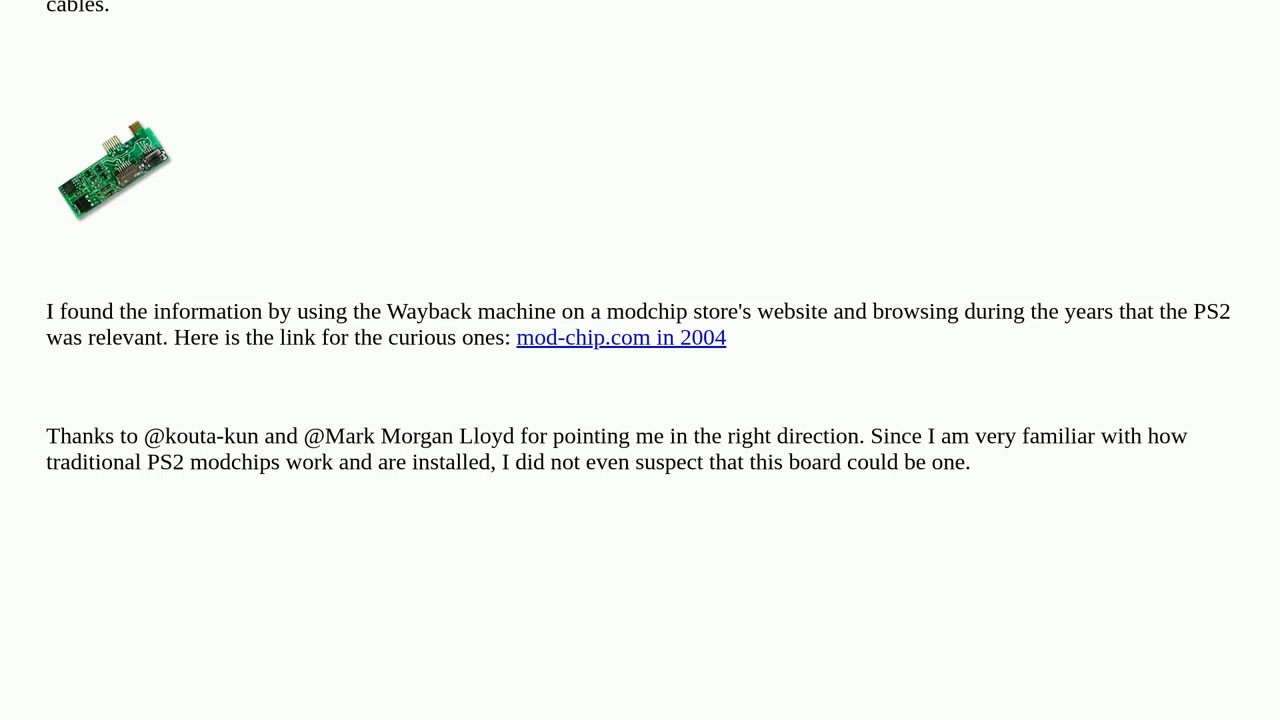 cables.
I found the information by using the Wayback machine on a modchip store's website and browsing during the years that the PS2
was relevant. Here is the link for the curious ones: mod-chip.com in 2004
Thanks to @kouta-kun and @Mark Morgan Lloyd for pointing me in the right direction. Since I am very familiar with how
traditional PS2 modchips work and are installed, I did not even suspect that this board could be one.